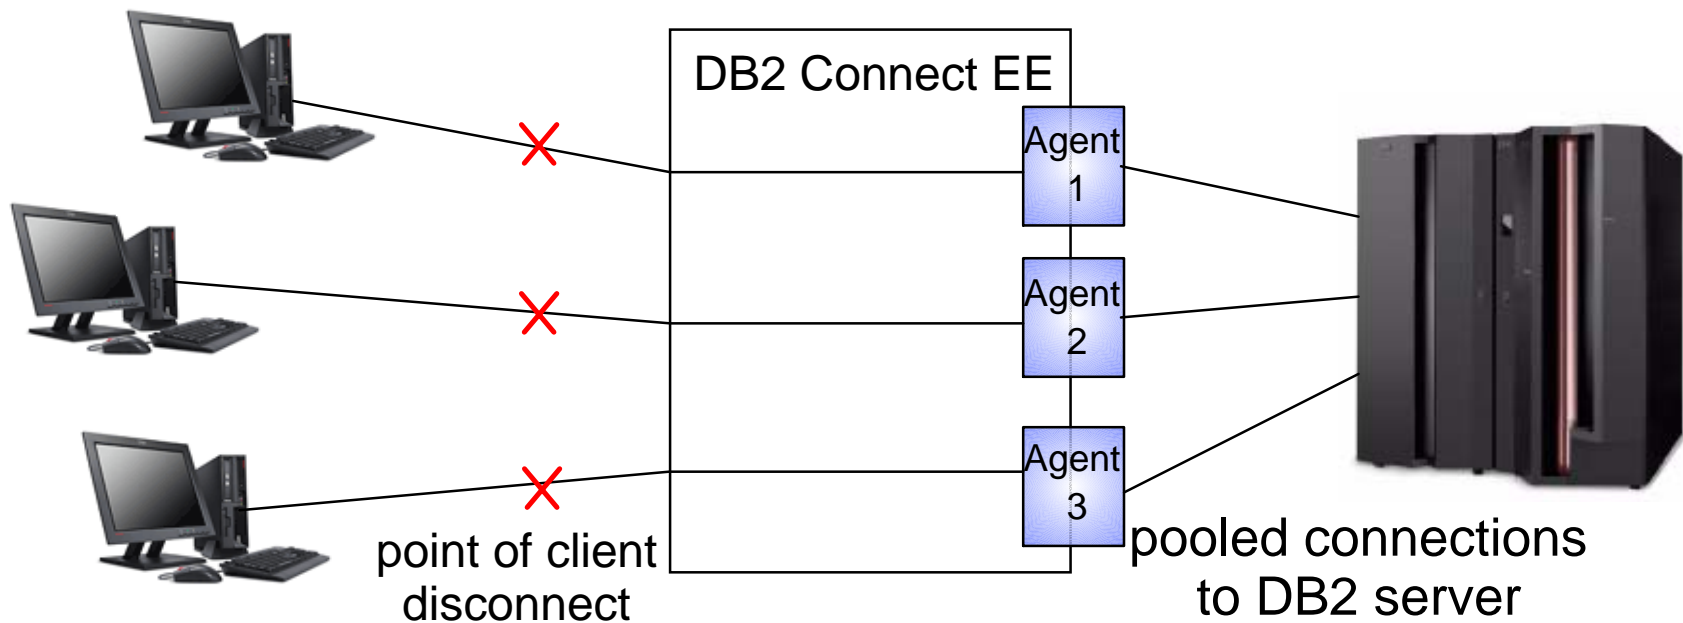 DB2 Connect EE
Agent
1
Agent
2
Agent
3
point of client
disconnect
pooled connections
to DB2 server